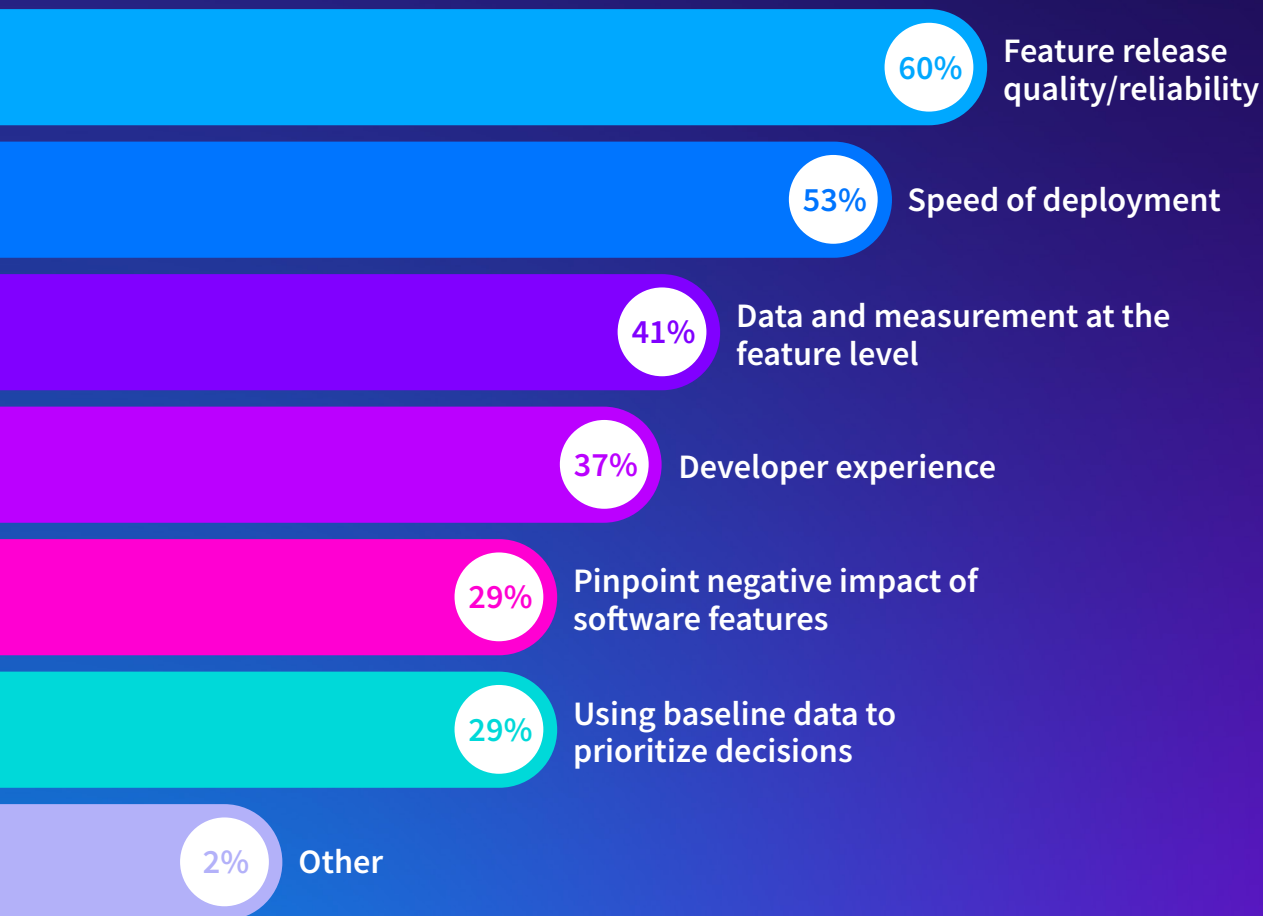 60%
Feature release
quality/reliability
53%
Speed of deployment
41%
Data and measurement at the
feature level
37%
Developer experience
29%
Pinpoint negative impact of
software features
29%
Using baseline data to
prioritize decisions
2%
Other